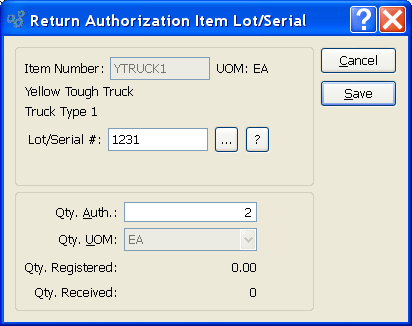 Return Authorization Item Lot/Serial ?
Item Number: YTRUCK1 UOM: EA
Cancel
Yellow Tough Truck
Save
Truck Type 1
Lot/Serial #: 1231 ... ?
Qty. Auth.: 2
Qty. UOM: EA
Qty. Registered: 0.00
Qty. Received: 0